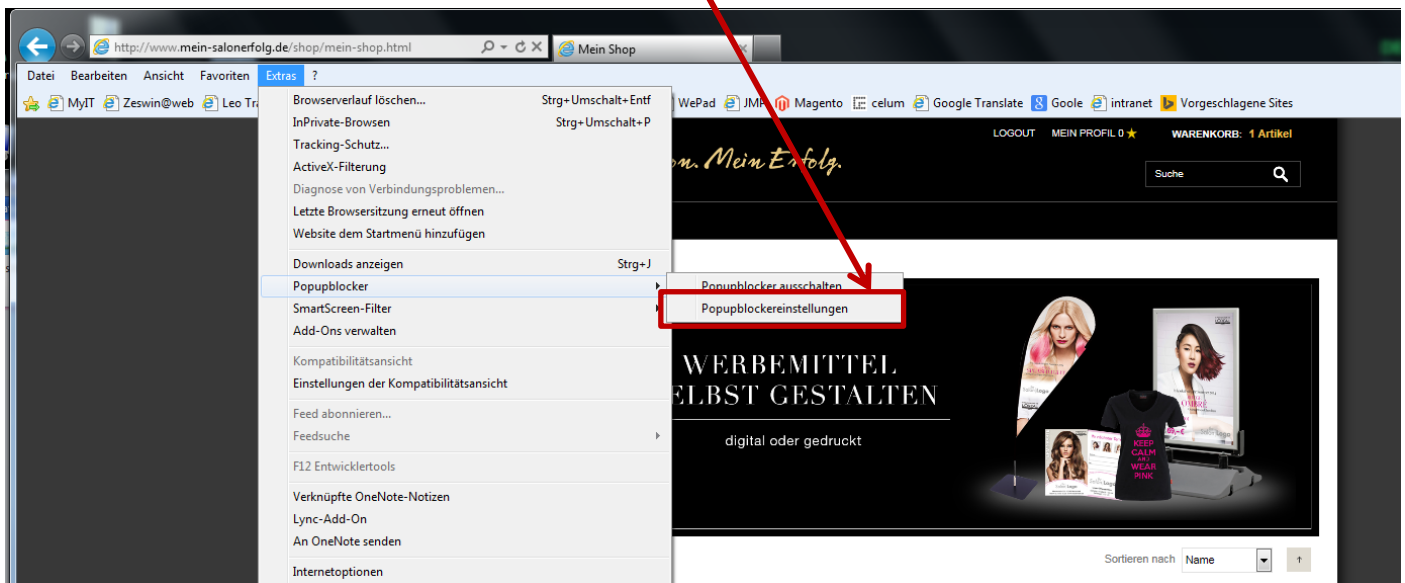 http://www.mein-salonerfolg.de/shop/mein-shop.html
Mein Shop
Datei Bearbeiten Ansicht Favoriten Extras ?
MyIT Zeswin@web Leo WePad Magento celum Google Translate Goole intranet Vorgeschlagene Sites
Browserverlauf löschen... Strg+Umschalt+Entf
InPrivate-Browsen Strg+Umschalt+P
Tracking-Schutz...
ActiveX-Filterung
Diagnose von Verbindungsproblemen...
Letzte Browsersitzung erneut öffnen
Website dem Startmenü hinzufügen
Downloads anzeigen Strg+J
Popupblocker
SmartScreen-Filter
Add-Ons verwalten
Kompatibilitätsansicht
Einstellungen der Kompatibilitätsansicht
Feed abonnieren...
Feedsuche
F12 Entwicklertools
Verknüpfte OneNote-Notizen
Lync-Add-On
An OneNote senden
Internetoptionen
Popupblocker ausschalten
Popupblockereinstellungen
LOGOUT MEIN PROFIL 0 ★ WARENKORB: 1 Artikel
on. Mein Erfolg.
Suche
WERBEMITTEL
ELBST GESTALTEN
digital oder gedruckt
KEEP
CALM
AND
WEAR
PINK
Sortieren nach Name ↑